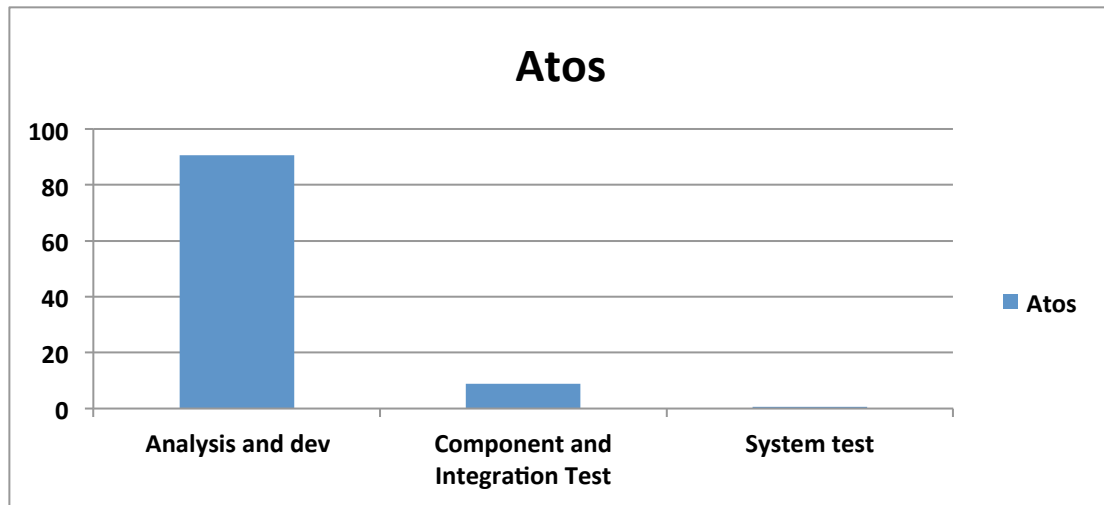 Atos
100
80
60
40
20
0
Analysis and dev
Component and
Integration Test
System test
Atos